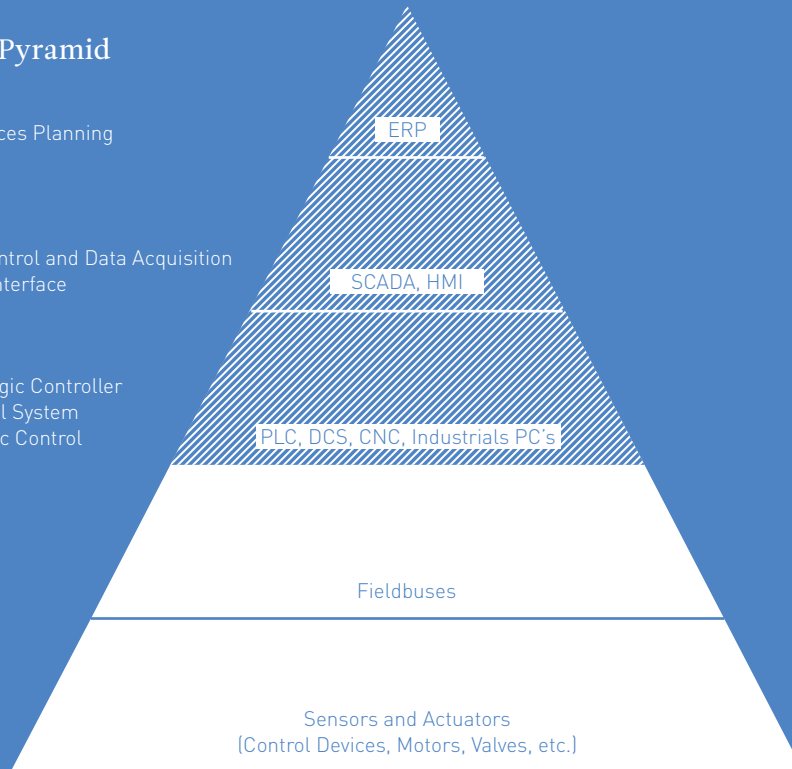 Pyramid
ces Planning
ERP
ntrol and Data Acquisition
nterface
SCADA, HMI
gic Controller
l System
c Control
PLC, DCS, CNC, Industrials PC’s
Fieldbuses
Sensors and Actuators
(Control Devices, Motors, Valves, etc.)